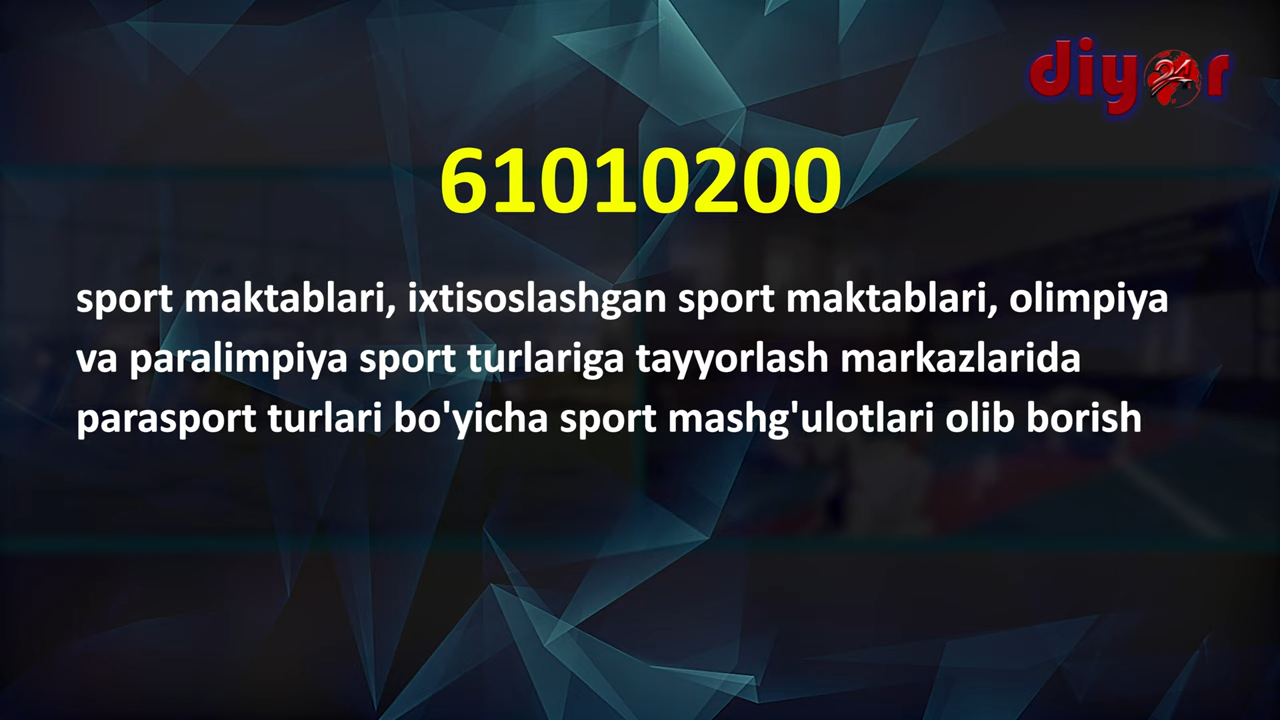 diyor
24
61010200
sport maktablari, ixtisoslashgan sport maktablari, olimpiya
va paralimpiya sport turlariga tayyorlash markazlarida
parasport turlari bo'yicha sport mashg'ulotlari olib borish